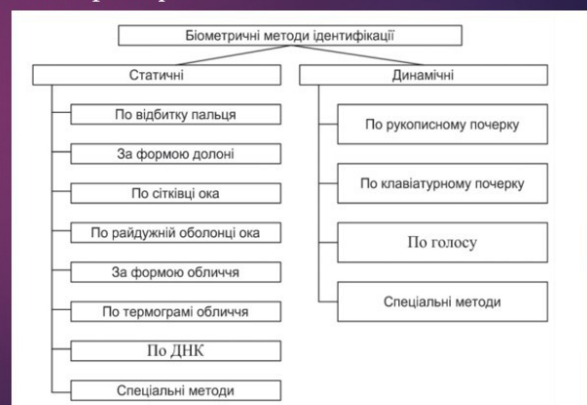 Біометричні методи ідентифікації
Статичні
По відбитку пальця
За формою долоні
По сітківці ока
По райдужній оболонці ока
За формою обличчя
По термограмі обличчя
По ДНК
Спеціальні методи
Динамічні
По рукописному почерку
По клавіатурному почерку
По голосу
Спеціальні методи